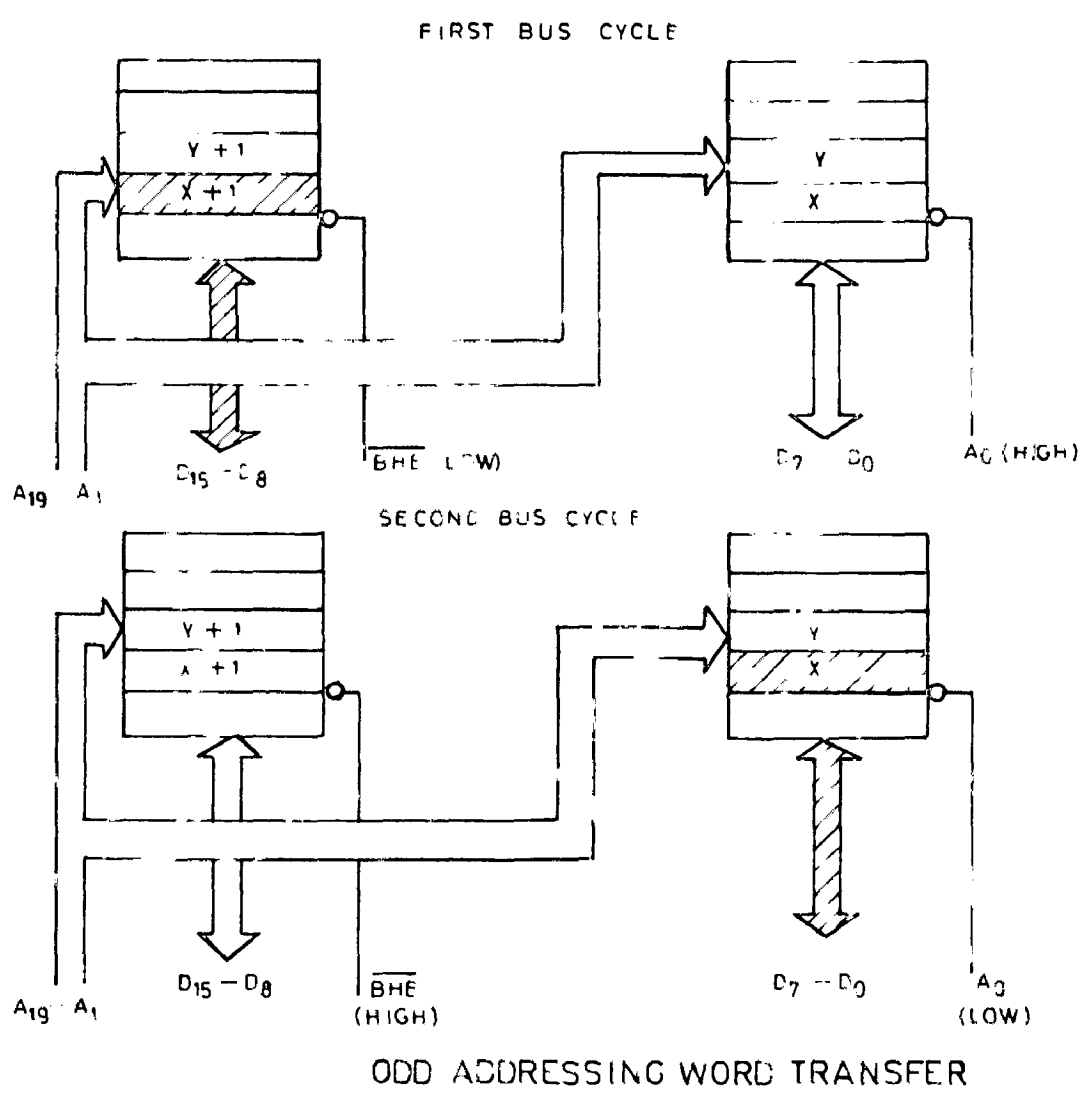 FIRST BUS CYCLE
Y + 1
X + 1
Y
X
A19 A1
D15 - D8
BHE LOW)
D7 D0
A0 (HIGH)
SECOND BUS CYCLE
Y + 1
X + 1
Y
X
A19 - A1
D15 - D8
BHE
(HIGH)
D7 -- D0
A0
(LOW)
ODD ADDRESSING WORD TRANSFER